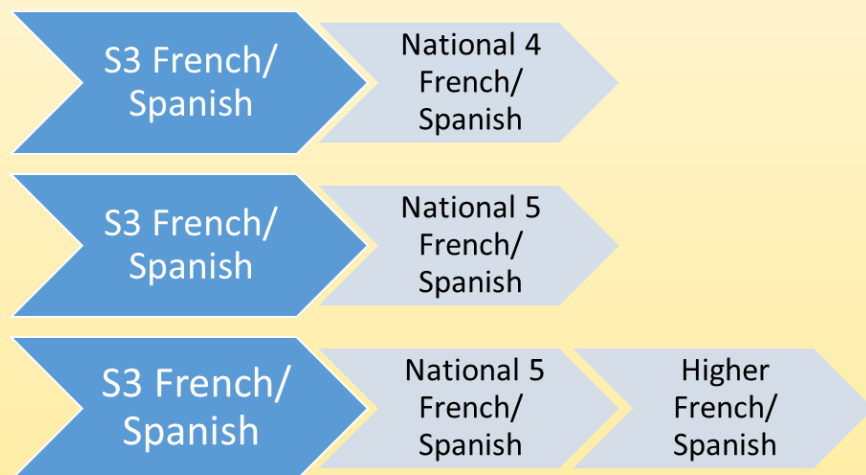 S3 French/
Spanish
National 4
French/
Spanish
S3 French/
Spanish
National 5
French/
Spanish
S3 French/
Spanish
National 5
French/
Spanish
Higher
French/
Spanish